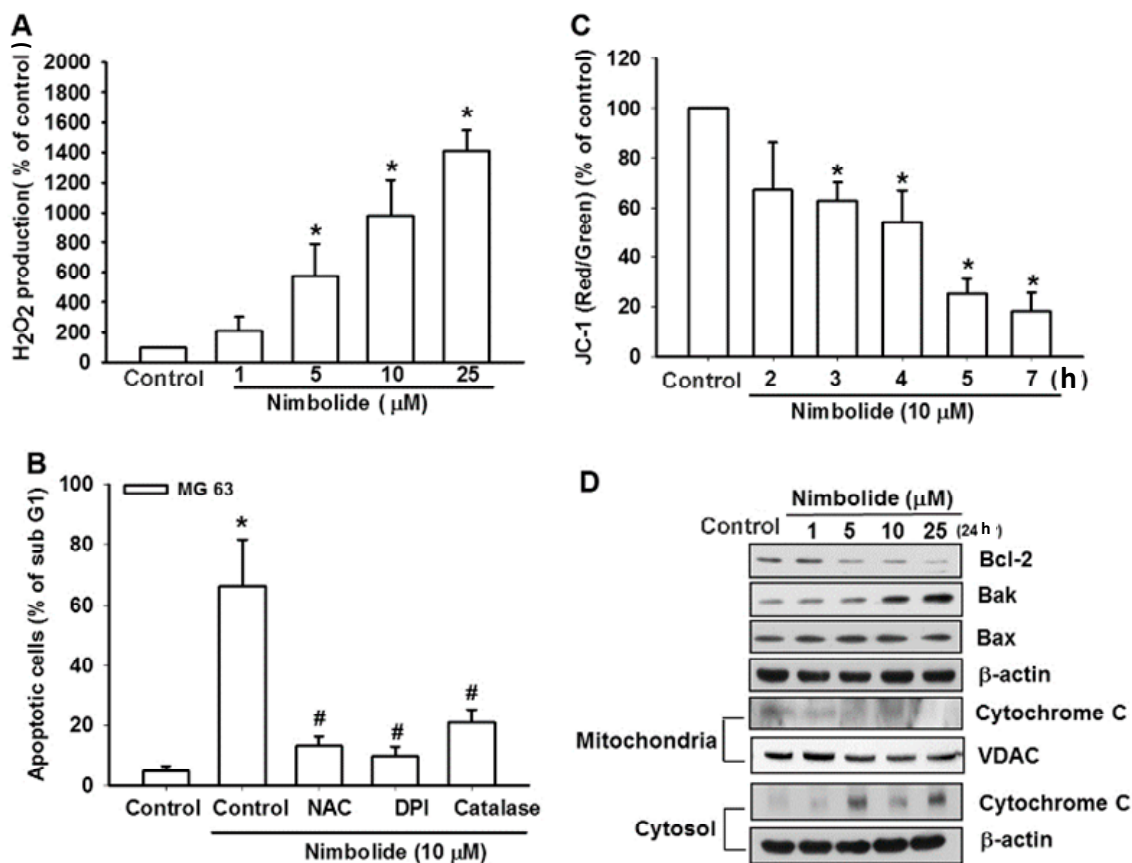 A
H2O2 production( % of control )
2000
1800
1600
1400
1200
1000
800
600
400
200
0
* * *
Control 1 5 10 25
Nimbolide ( μM)
C
JC-1 (Red/Green) (% of control)
120
100
80
60
40
20
0
* * * *
Control 2 3 4 5 7 (h)
Nimbolide (10 μM)
B
Apoptotic cells (% of sub G1)
100
80
60
40
20
0
MG 63
* # # #
Control Control NAC DPI Catalase
Nimbolide (10 μM)
D
Nimbolide (μM)
Control 1 5 10 25 (24 h)
Bcl-2
Bak
Bax
β-actin
Mitochondria
Cytochrome C
VDAC
Cytosol
Cytochrome C
β-actin